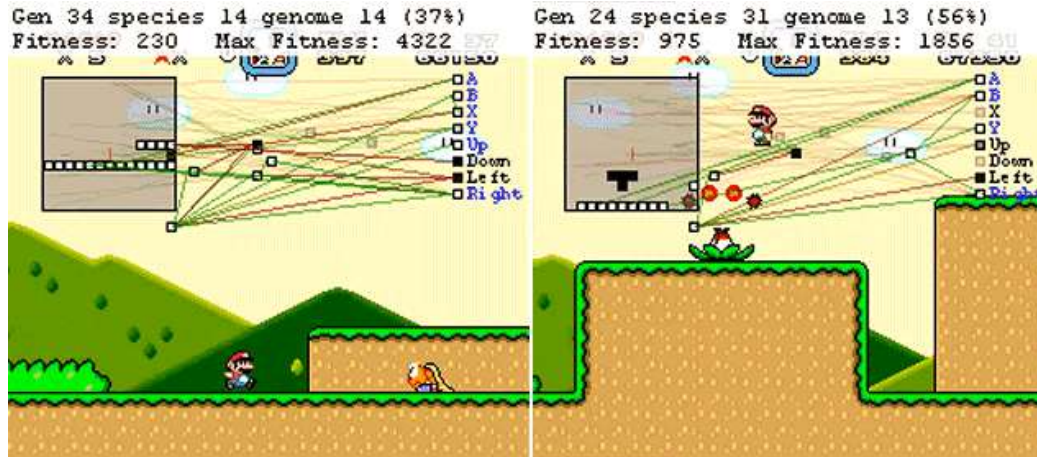 Gen 34 species 14 genome 14 (37%)
Fitness: 230 Max Fitness: 4322
A
B
X
Y
Up
Down
Left
Right
Gen 24 species 31 genome 13 (56%)
Fitness: 975 Max Fitness: 1856
A
B
X
Y
Up
Down
Left
Right